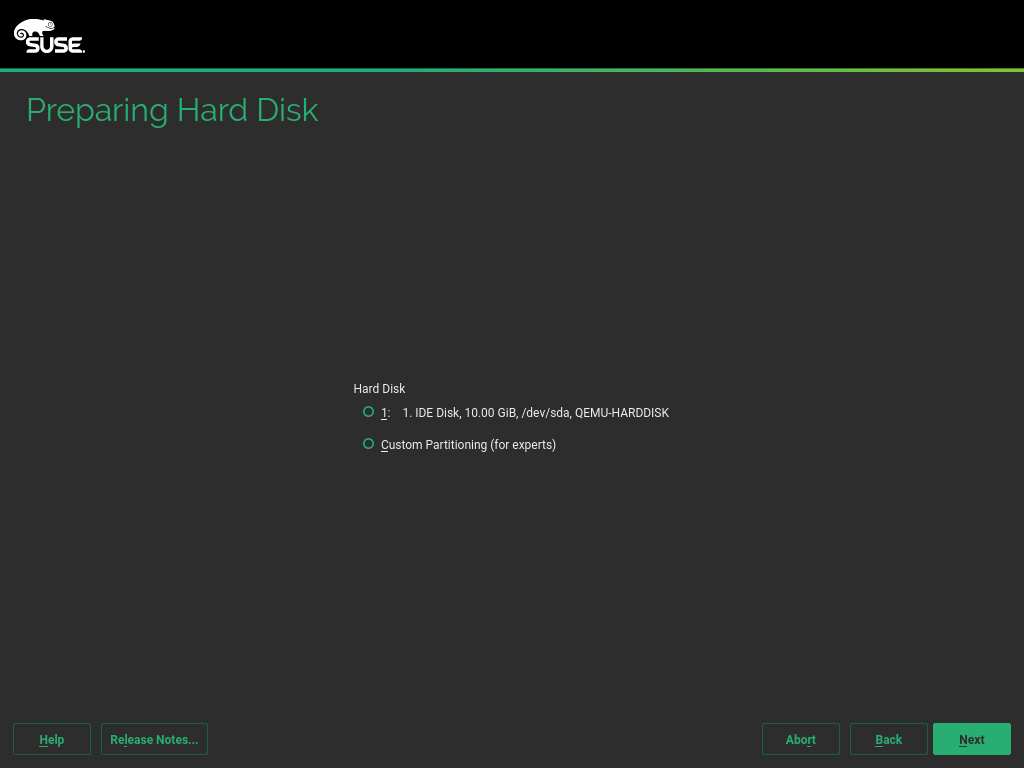 SUSE.
Preparing Hard Disk
Hard Disk
1: 1. IDE Disk, 10.00 GiB, /dev/sda, QEMU-HARDDISK
Custom Partitioning (for experts)
Help Release Notes... Abort Back Next